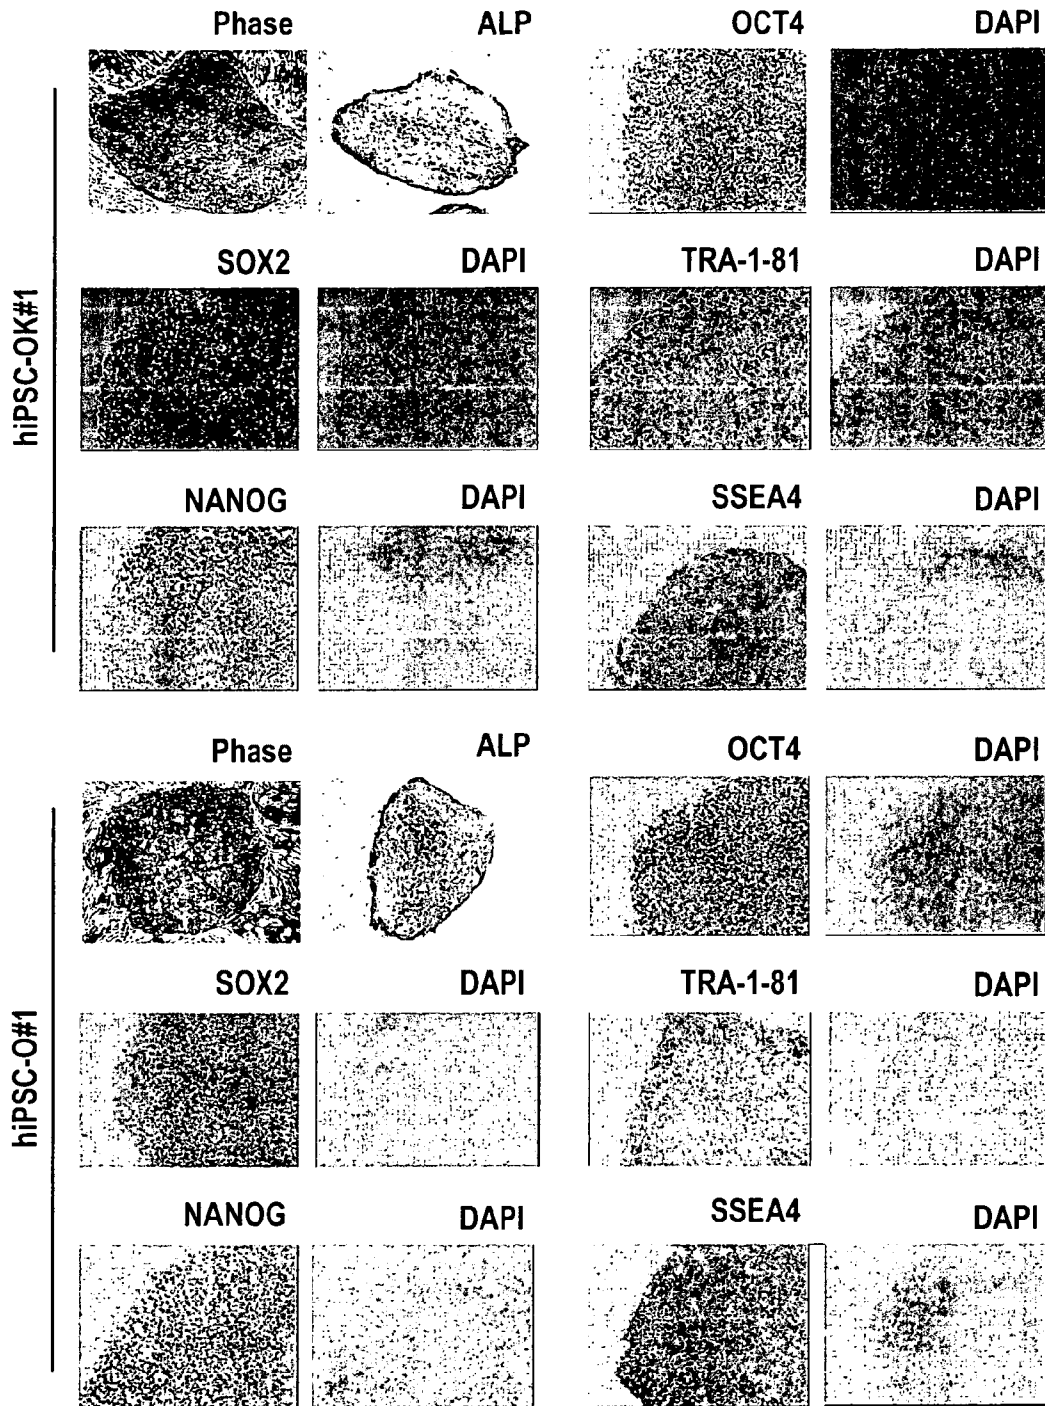 Phase ALP OCT4 DAPI
hiPSC-OK#1
SOX2 DAPI TRA-1-81 DAPI
NANOG DAPI SSEA4 DAPI
Phase ALP OCT4 DAPI
hiPSC-O#1
SOX2 DAPI TRA-1-81 DAPI
NANOG DAPI SSEA4 DAPI